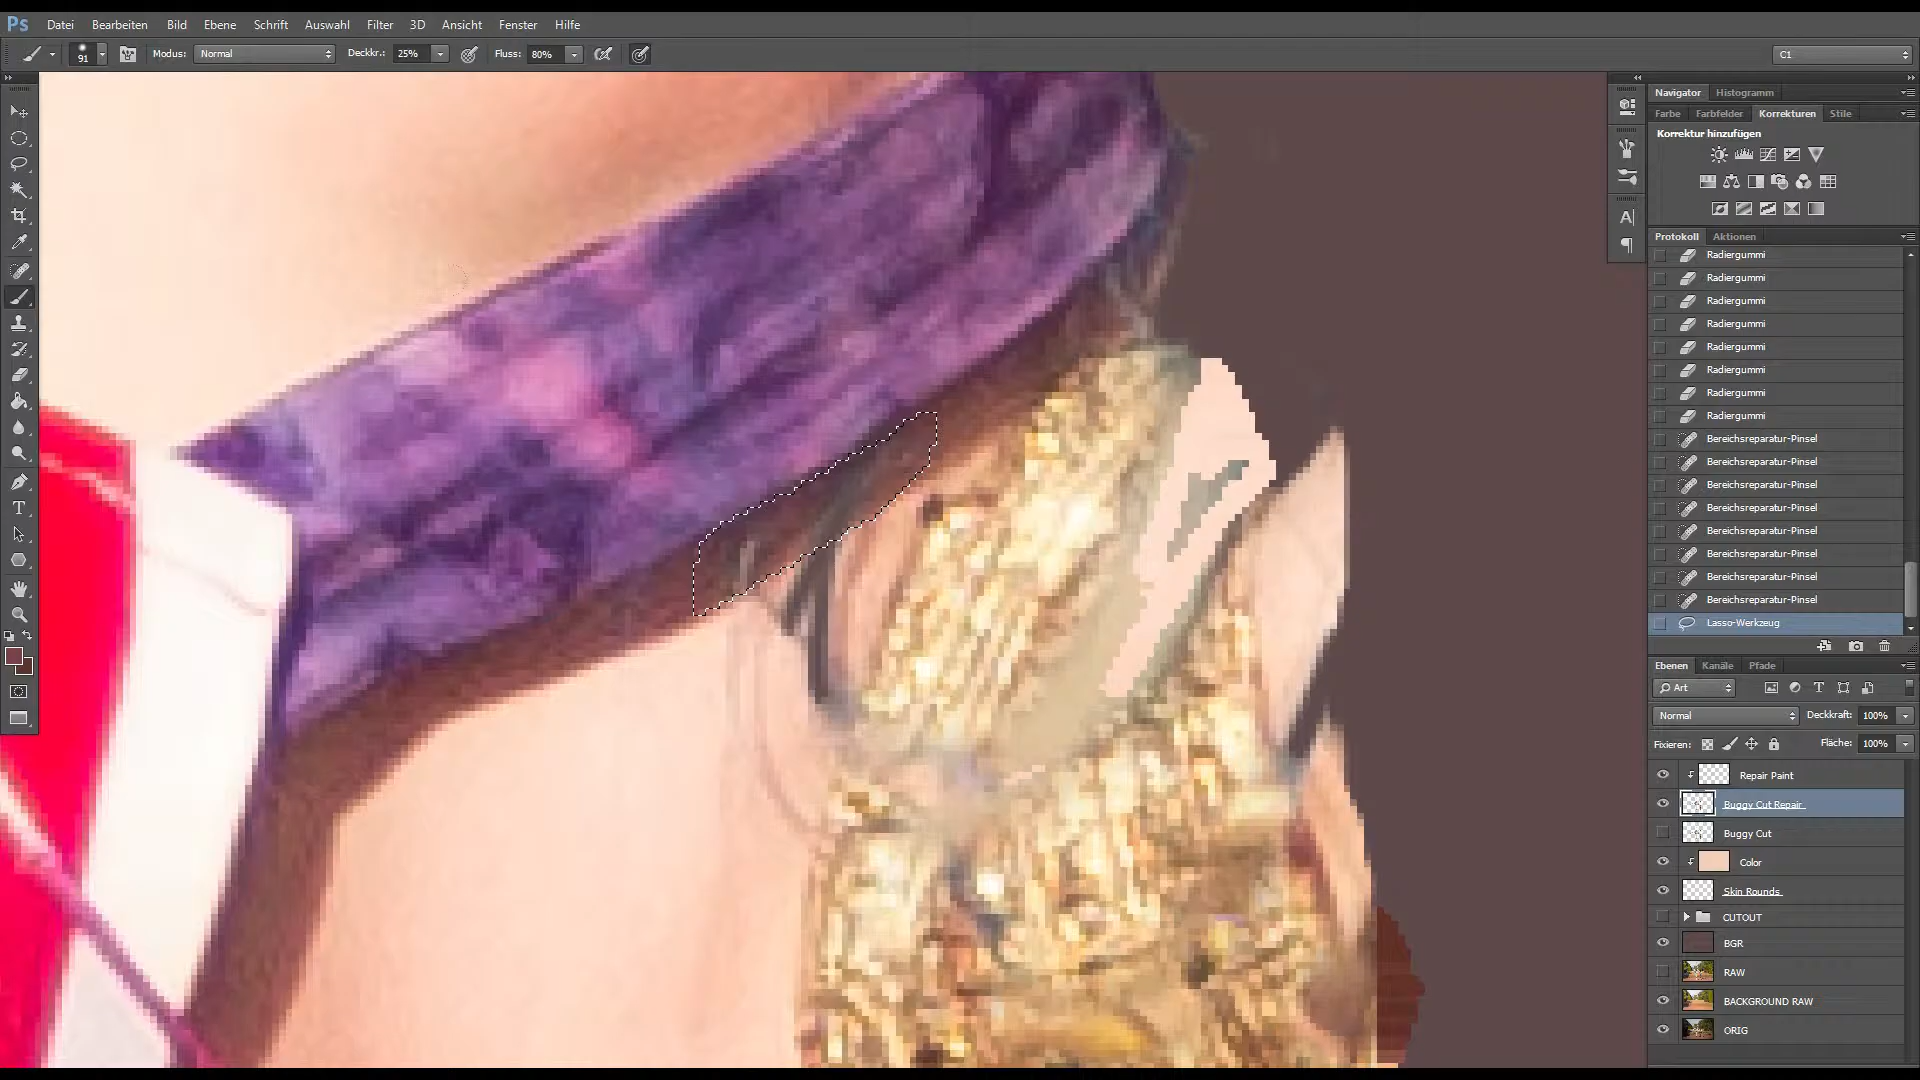 Ps Datei Bearbeiten Bild Ebene Schrift Auswahl Filter 3D Ansicht Fenster Hilfe
91 Modus: Normal Deckkr.: 25% Fluss: 80% C1
Navigator Histogramm
Farbe Farbfelder Korrekturen Stile
Korrektur hinzufügen
Protokoll Aktionen
Radiergummi
Radiergummi
Radiergummi
Radiergummi
Radiergummi
Radiergummi
Radiergummi
Radiergummi
Bereichsreparatur-Pinsel
Bereichsreparatur-Pinsel
Bereichsreparatur-Pinsel
Bereichsreparatur-Pinsel
Bereichsreparatur-Pinsel
Bereichsreparatur-Pinsel
Bereichsreparatur-Pinsel
Bereichsreparatur-Pinsel
Lasso-Werkzeug
Ebenen Kanäle Pfade
Art
Normal Deckkraft: 100%
Fixieren: Fläche: 100%
Repair Paint
Buggy Cut Repair
Buggy Cut
Color
Skin Rounds
CUTOUT
BGR
RAW
BACKGROUND RAW
ORIG